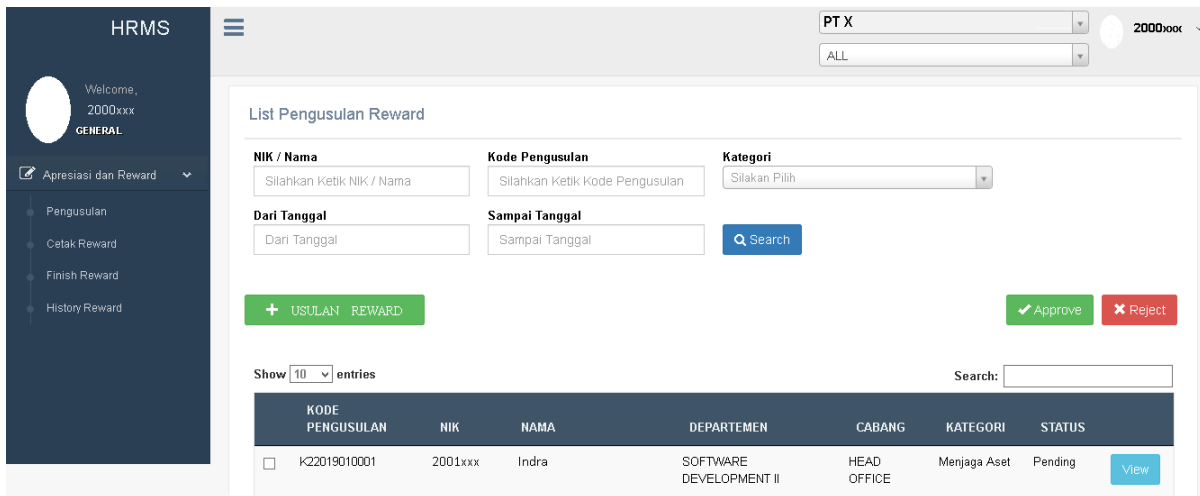 HRMS
PT X
2000xxx
ALL
Welcome,
2000xxx
GENERAL
Apresiasi dan Reward
Pengusulan
Cetak Reward
Finish Reward
History Reward
List Pengusulan Reward
NIK / Nama
Kode Pengusulan
Kategori
Silahkan Ketik NIK / Nama
Silahkan Ketik Kode Pengusulan
Silakan Pilih
Dari Tanggal
Sampai Tanggal
Dari Tanggal
Sampai Tanggal
Search
USULAN REWARD
Approve
Reject
Show 10 entries
Search:
KODE
PENGUSULAN
NIK
NAMA
DEPARTEMEN
CABANG
KATEGORI
STATUS
K22019010001
2001xxx
Indra
SOFTWARE
DEVELOPMENT II
HEAD
OFFICE
Menjaga Aset
Pending
View